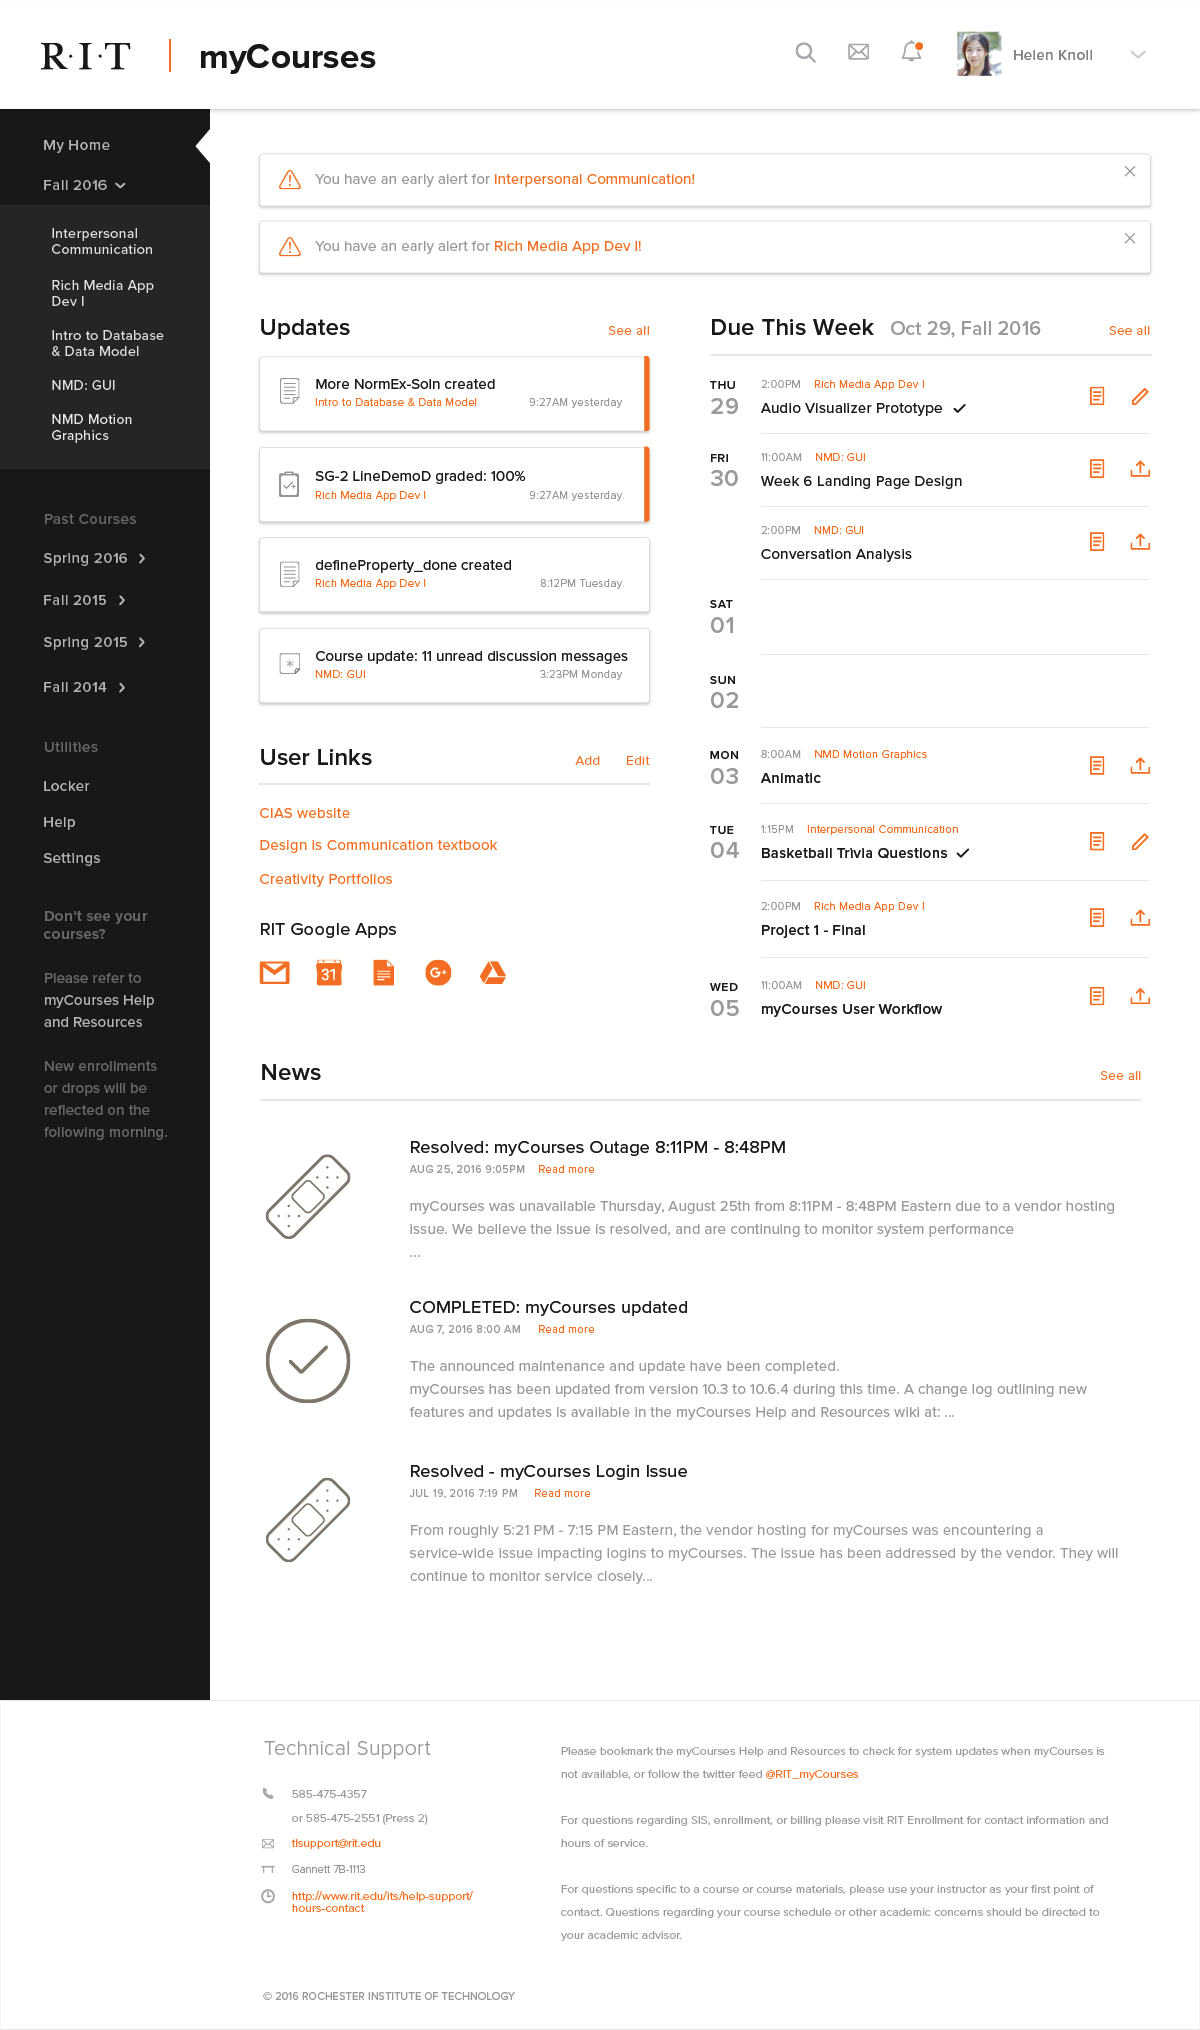 R·I·T
myCourses
Helen Knoll
My Home
Fall 2016
Interpersonal
Communication
Rich Media App
Dev I
Intro to Database
& Data Model
NMD: GUI
NMD Motion
Graphics
Past Courses
Spring 2016
Fall 2015
Spring 2015
Fall 2014
Utilities
Locker
Help
Settings
Don't see your
courses?
Please refer to
myCourses Help
and Resources
New enrollments
or drops will be
reflected on the
following morning.
You have an early alert for Interpersonal Communication!
You have an early alert for Rich Media App Dev I!
Updates
See all
More NormEx-Soln created
Intro to Database & Data Model
9:27AM yesterday
SG-2 LineDemoD graded: 100%
Rich Media App Dev I
9:27AM yesterday
defineProperty_done created
Rich Media App Dev I
8:12PM Tuesday
Course update: 11 unread discussion messages
NMD: GUI
3:23PM Monday
User Links
Add
Edit
CIAS website
Design is Communication textbook
Creativity Portfolios
RIT Google Apps
31
G+
Due This Week
Oct 29, Fall 2016
See all
THU
29
2:00PM Rich Media App Dev I
Audio Visualizer Prototype
FRI
30
11:00AM NMD: GUI
Week 6 Landing Page Design
2:00PM NMD: GUI
Conversation Analysis
SAT
01
SUN
02
MON
03
8:00AM NMD Motion Graphics
Animatic
TUE
04
1:15PM Interpersonal Communication
Basketball Trivia Questions
2:00PM Rich Media App Dev I
Project 1 - Final
WED
05
11:00AM NMD: GUI
myCourses User Workflow
News
See all
Resolved: myCourses Outage 8:11PM - 8:48PM
AUG 25, 2016 9:05PM Read more
myCourses was unavailable Thursday, August 25th from 8:11PM - 8:48PM Eastern due to a vendor hosting
issue. We believe the issue is resolved, and are continuing to monitor system performance
...
COMPLETED: myCourses updated
AUG 7, 2016 8:00 AM Read more
The announced maintenance and update have been completed.
myCourses has been updated from version 10.3 to 10.6.4 during this time. A change log outlining new
features and updates is available in the myCourses Help and Resources wiki at: ...
Resolved - myCourses Login Issue
JUL 19, 2016 7:19 PM Read more
From roughly 5:21 PM - 7:15 PM Eastern, the vendor hosting for myCourses was encountering a
service-wide issue impacting logins to myCourses. The issue has been addressed by the vendor. They will
continue to monitor service closely...
Technical Support
585-475-4357
or 585-475-2551 (Press 2)
tlsupport@rit.edu
Gannett 7B-1113
http://www.rit.edu/its/help-support/
hours-contact
Please bookmark the myCourses Help and Resources to check for system updates when myCourses is
not available, or follow the twitter feed @RIT_myCourses
For questions regarding SIS, enrollment, or billing please visit RIT Enrollment for contact information and
hours of service.
For questions specific to a course or course materials, please use your instructor as your first point of
contact. Questions regarding your course schedule or other academic concerns should be directed to
your academic advisor.
© 2016 ROCHESTER INSTITUTE OF TECHNOLOGY